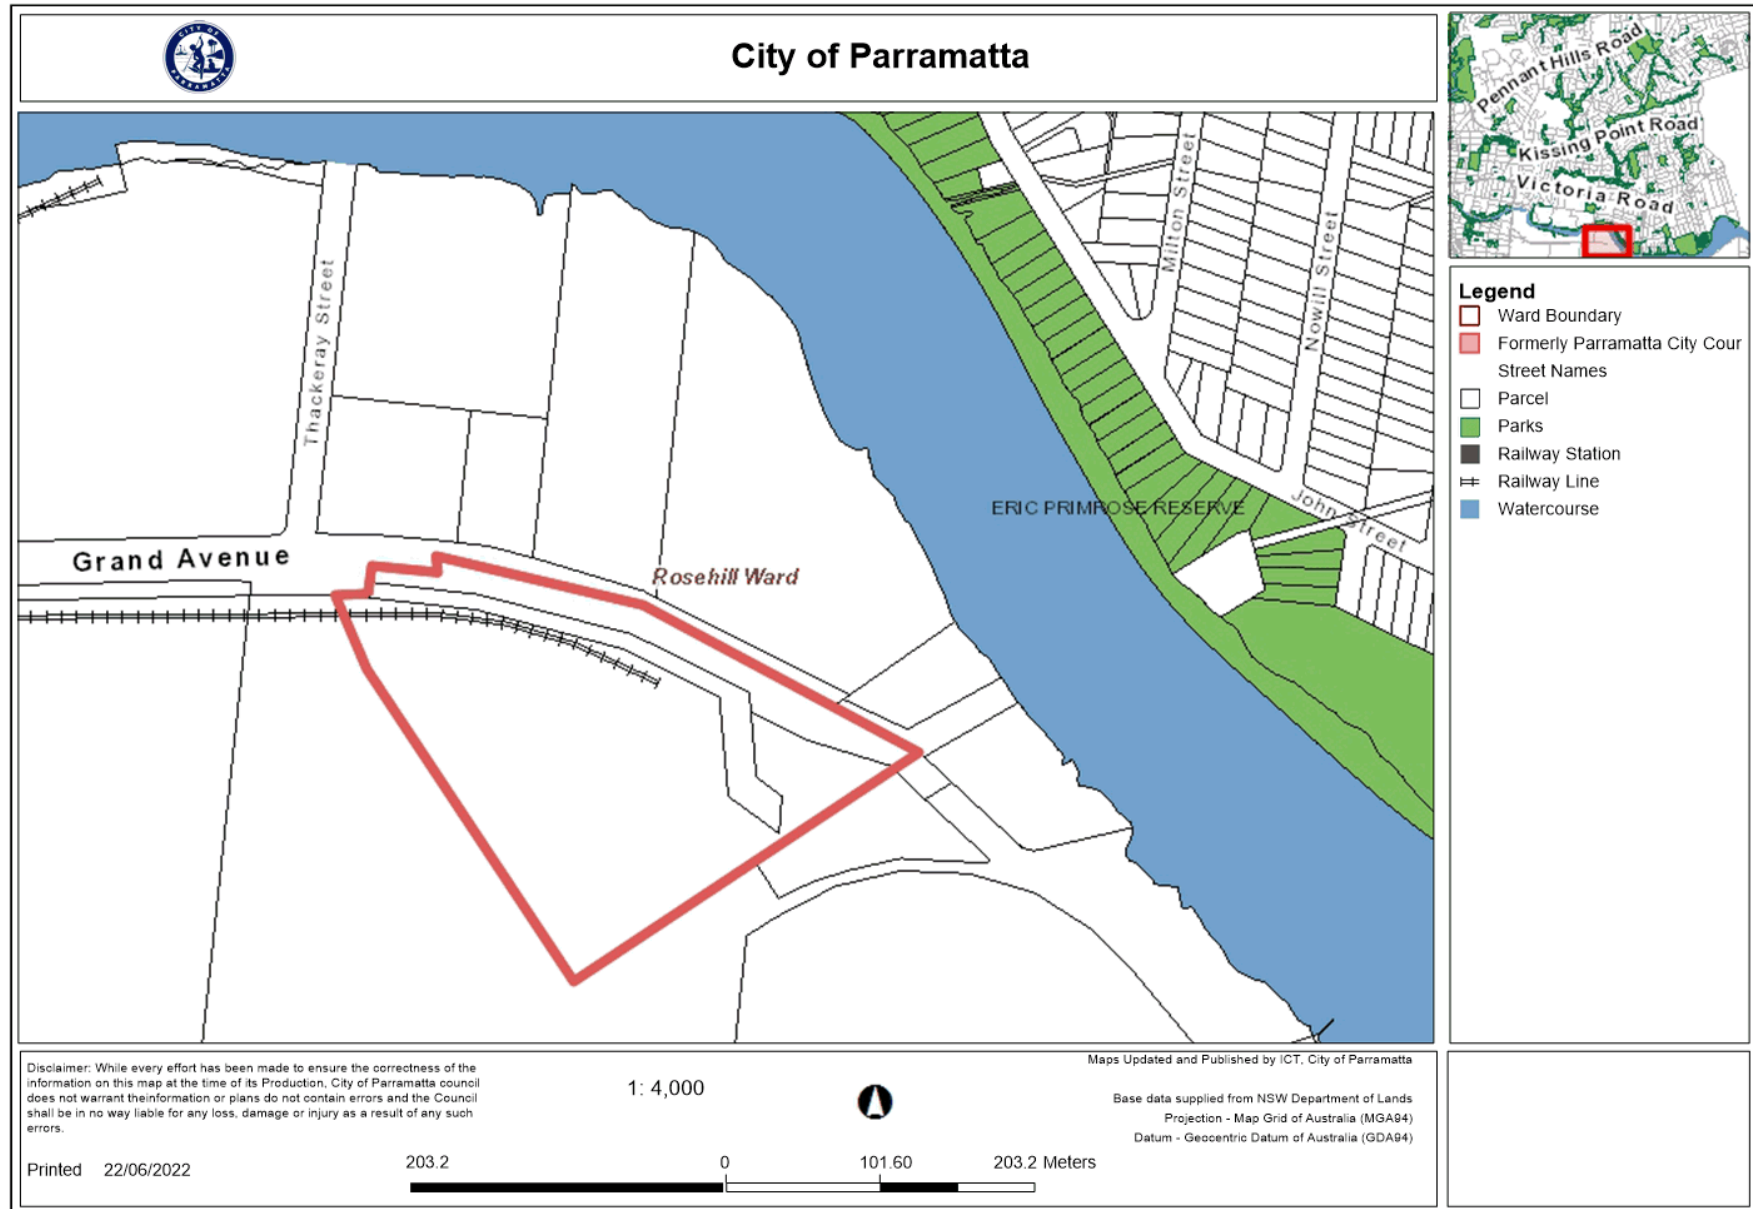 CITY OF
PARRAMATTA
City of Parramatta
Pennant Hills Road
Kissing Point Road
Victoria Road
Milton Street
Nowill Street
Thackeray Street
John Street
ERIC PRIMROSE RESERVE
Grand Avenue
Rosehill Ward
Legend
Ward Boundary
Formerly Parramatta City Cour
Street Names
Parcel
Parks
Railway Station
Railway Line
Watercourse
Disclaimer: While every effort has been made to ensure the correctness of the
information on this map at the time of its Production, City of Parramatta council
does not warrant theinformation or plans do not contain errors and the Council
shall be in no way liable for any loss, damage or injury as a result of any such
errors.
Printed 22/06/2022
1: 4,000
203.2 0 101.60 203.2 Meters
Maps Updated and Published by ICT, City of Parramatta
Base data supplied from NSW Department of Lands
Projection - Map Grid of Australia (MGA94)
Datum - Geocentric Datum of Australia (GDA94)